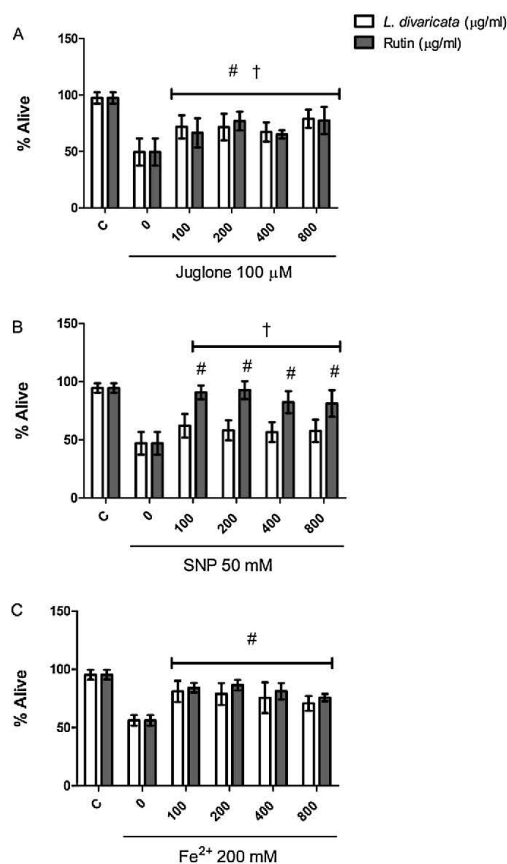 L. divaricata (µg/ml)
Rutin (µg/ml)
A
# †
% Alive
150
100
50
0
C 0 100 200 400 800
Juglone 100 µM
B
†
# # # #
% Alive
150
100
50
0
C 0 100 200 400 800
SNP 50 mM
C
#
% Alive
150
100
50
0
C 0 100 200 400 800
Fe²⁺ 200 mM